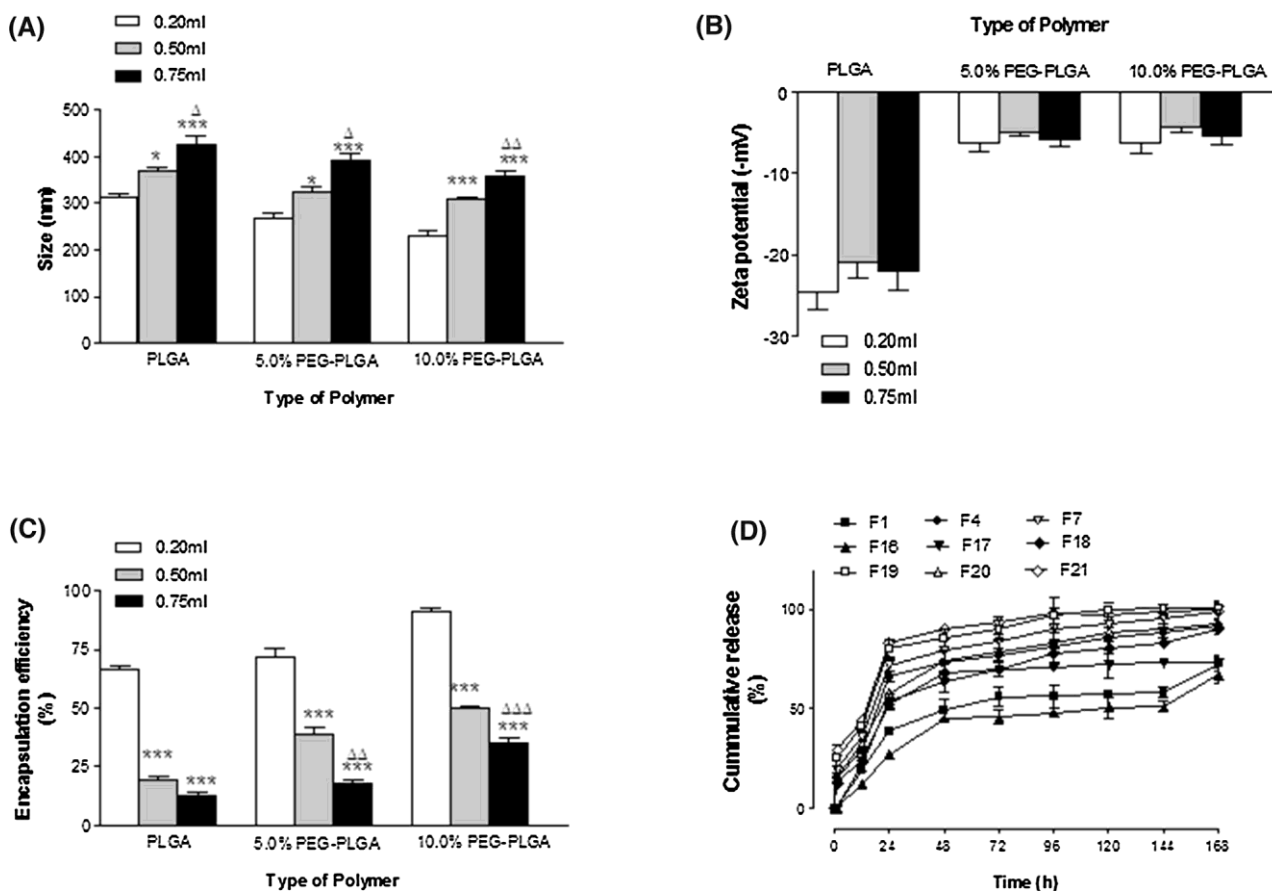 (A)
0.20ml
0.50ml
0.75ml
Size (nm)
500
400
300
200
100
0
* *** Δ
* *** Δ
*** *** ΔΔ
PLGA
5.0% PEG-PLGA
10.0% PEG-PLGA
Type of Polymer
(B)
Type of Polymer
PLGA
5.0% PEG-PLGA
10.0% PEG-PLGA
Zeta potential (-mV)
0
-10
-20
-30
0.20ml
0.50ml
0.75ml
(C)
0.20ml
0.50ml
0.75ml
Encapsulation efficiency
(%)
100
75
50
25
0
*** ***
*** *** ΔΔ
*** *** ΔΔΔ
PLGA
5.0% PEG-PLGA
10.0% PEG-PLGA
Type of Polymer
(D)
F1 F4 F7
F16 F17 F18
F19 F20 F21
Cummulative release
(%)
100
50
0
0 24 48 72 96 120 144 168
Time (h)